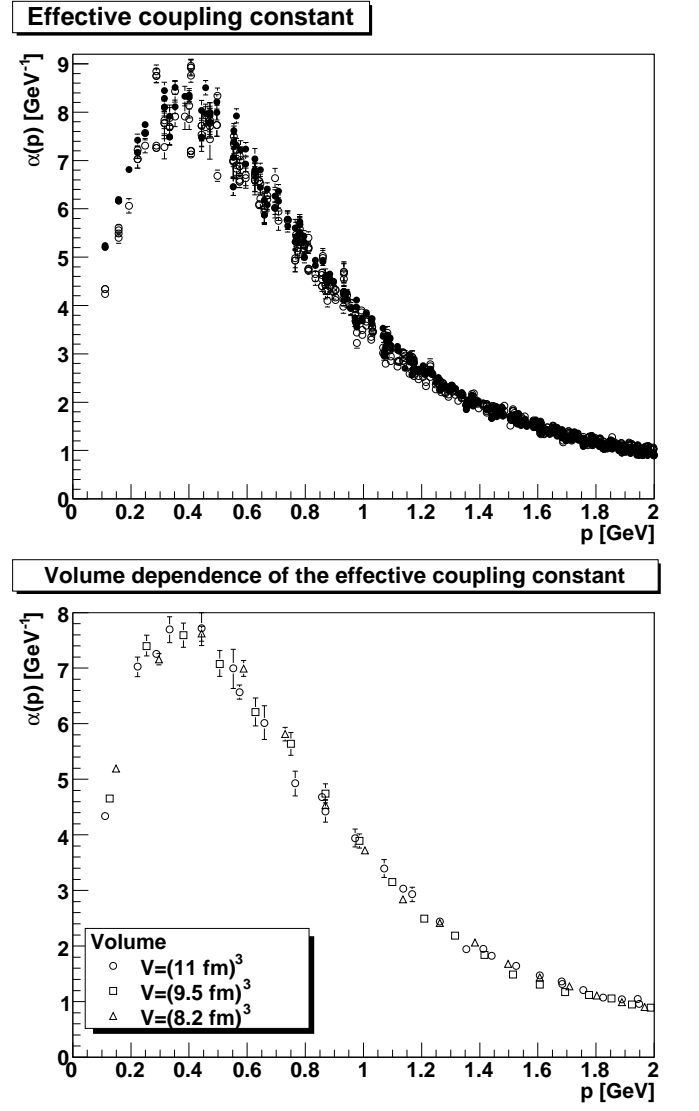 Effective coupling constant
α(p) [GeV⁻¹]
9
8
7
6
5
4
3
2
1
0
0 0.2 0.4 0.6 0.8 1 1.2 1.4 1.6 1.8 2
p [GeV]
Volume dependence of the effective coupling constant
α(p) [GeV⁻¹]
8
7
6
5
4
3
2
1
0
Volume
V=(11 fm)³
V=(9.5 fm)³
V=(8.2 fm)³
0 0.2 0.4 0.6 0.8 1 1.2 1.4 1.6 1.8 2
p [GeV]